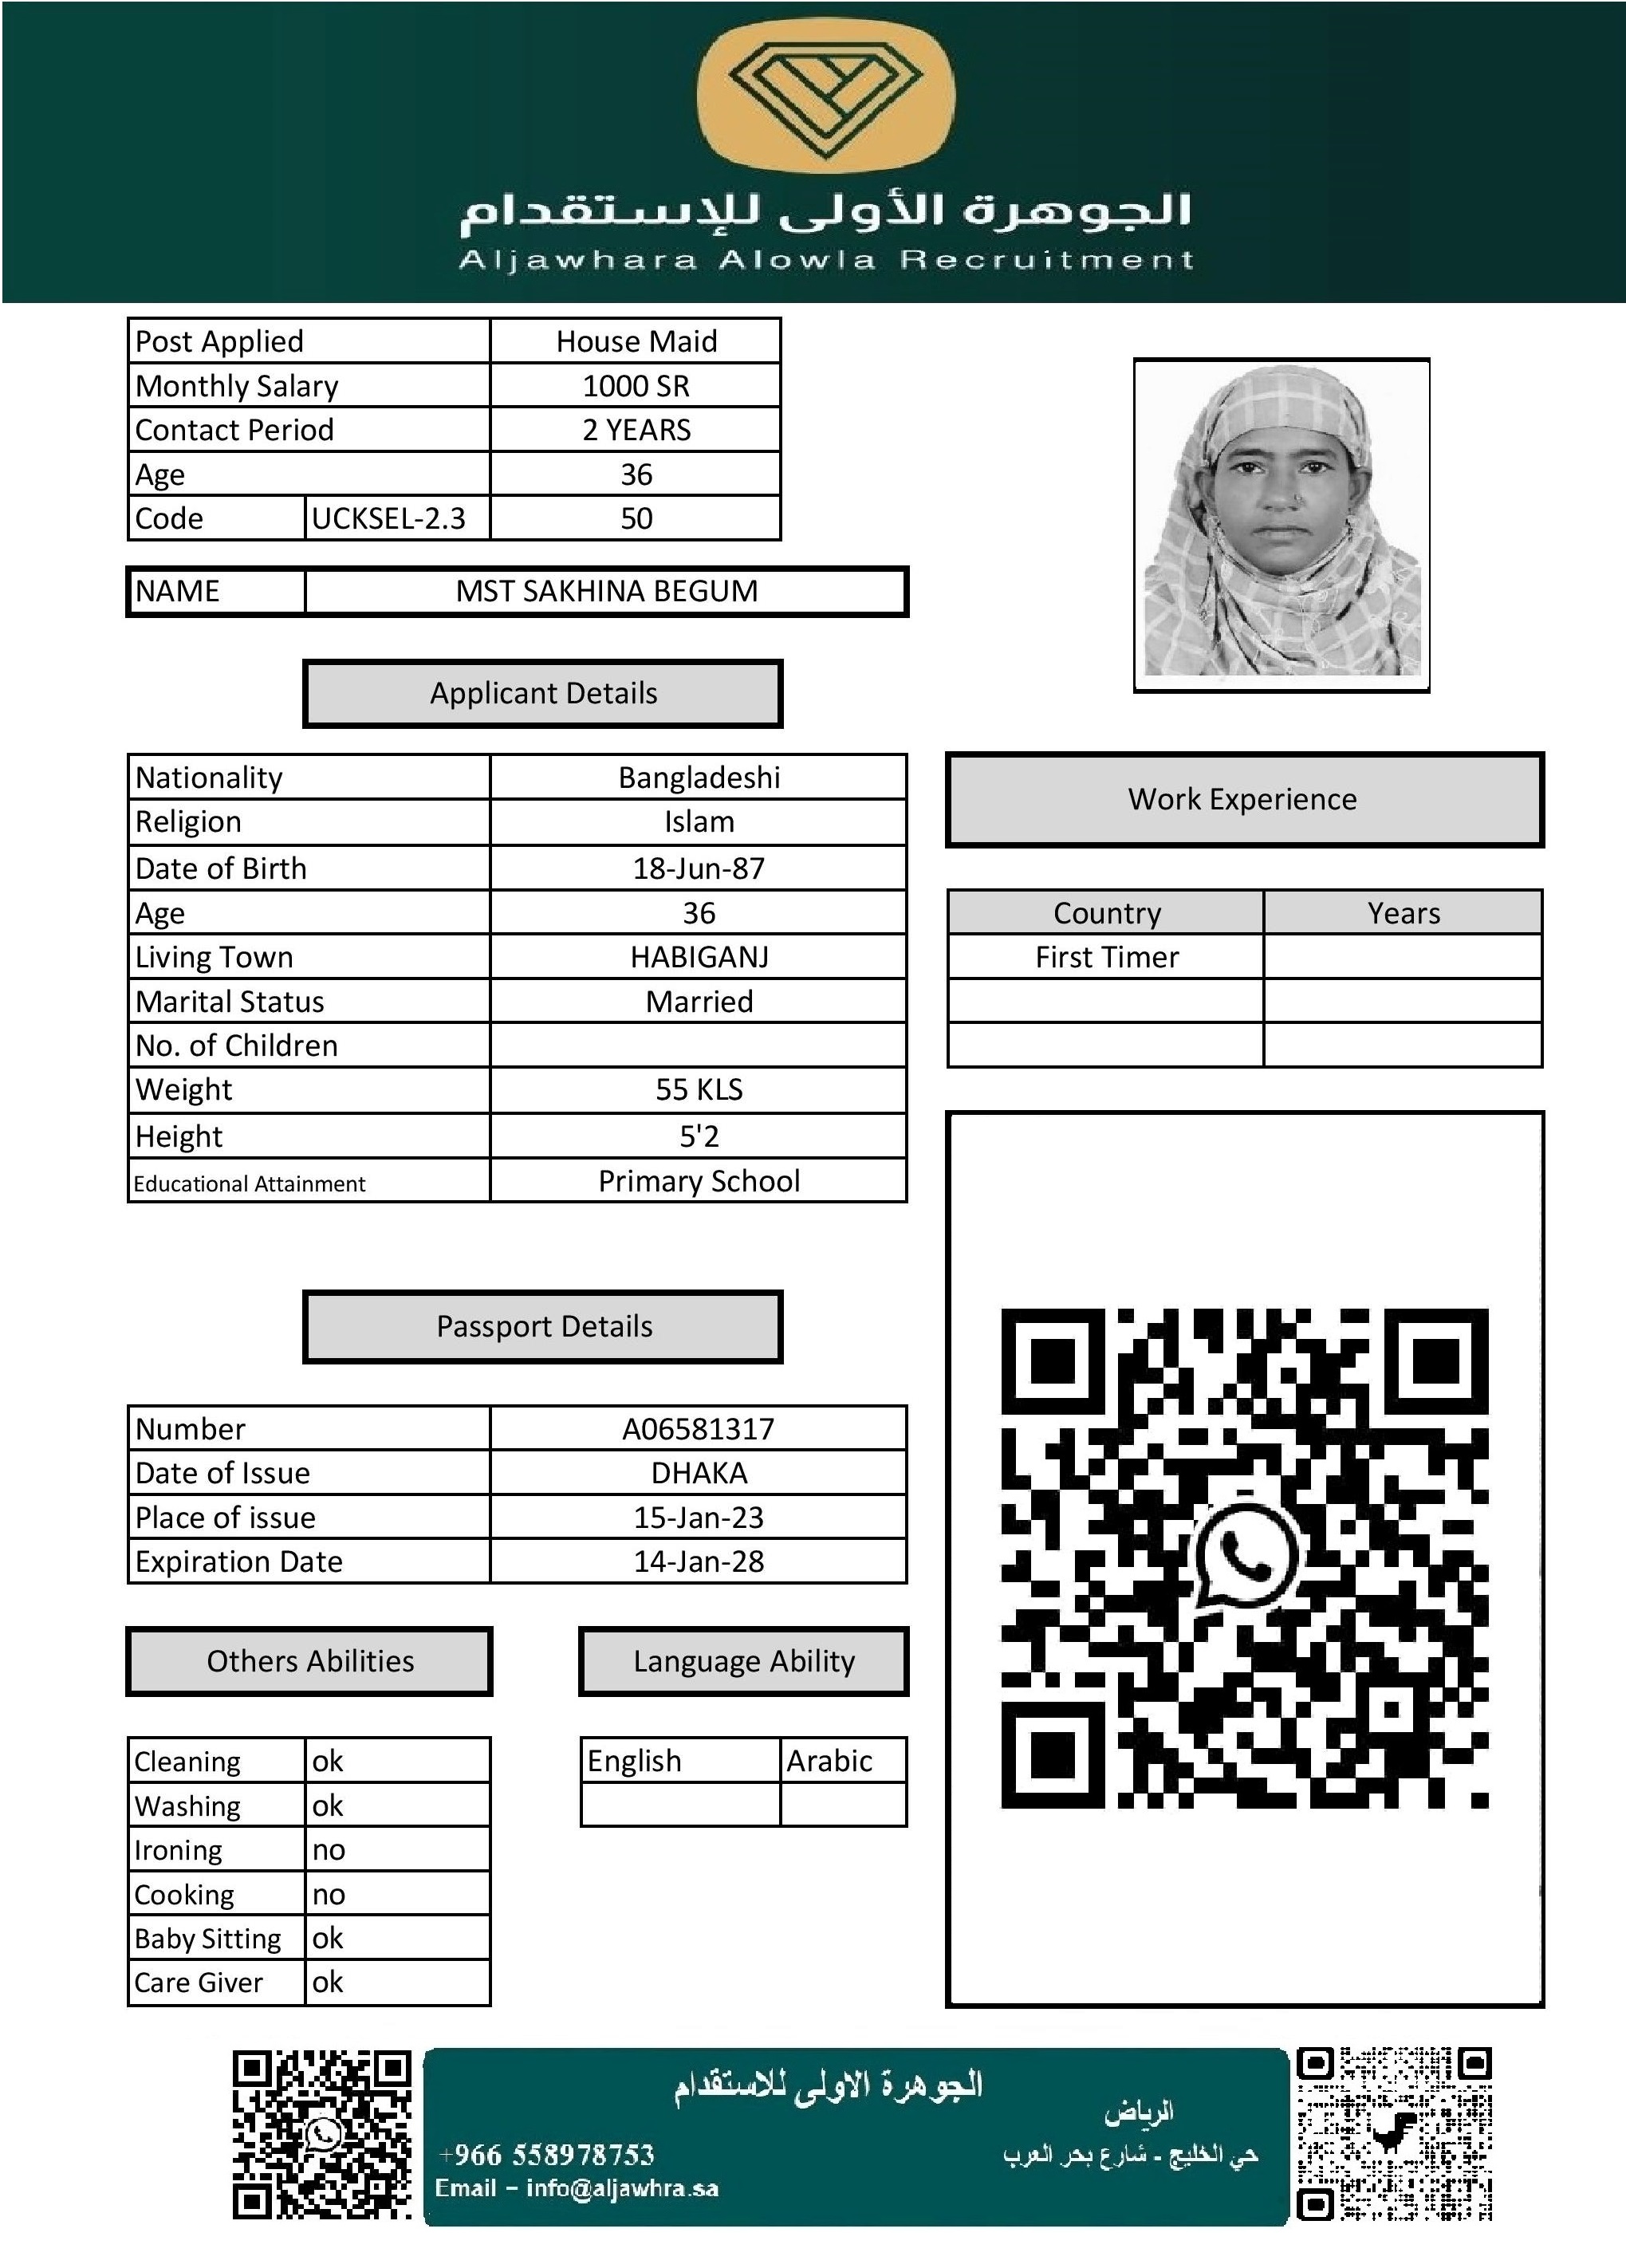 الجوهرة الأولى للإستقدام
Aljawhara Alowla Recruitment
Post Applied House Maid
Monthly Salary 1000 SR
Contact Period 2 YEARS
Age 36
Code UCKSEL-2.3 50
NAME MST SAKHINA BEGUM
Applicant Details
Nationality Bangladeshi
Religion Islam
Date of Birth 18-Jun-87
Age 36
Living Town HABIGANJ
Marital Status Married
No. of Children
Weight 55 KLS
Height 5'2
Educational Attainment Primary School
Work Experience
Country Years
First Timer
Passport Details
Number A06581317
Date of Issue DHAKA
Place of issue 15-Jan-23
Expiration Date 14-Jan-28
Others Abilities
Cleaning ok
Washing ok
Ironing no
Cooking no
Baby Sitting ok
Care Giver ok
Language Ability
English Arabic
الجوهرة الاولى للاستقدام
الرياض
حي الخليج - شارع بحر العرب
+966 558978753
Email – info@aljawhra.sa